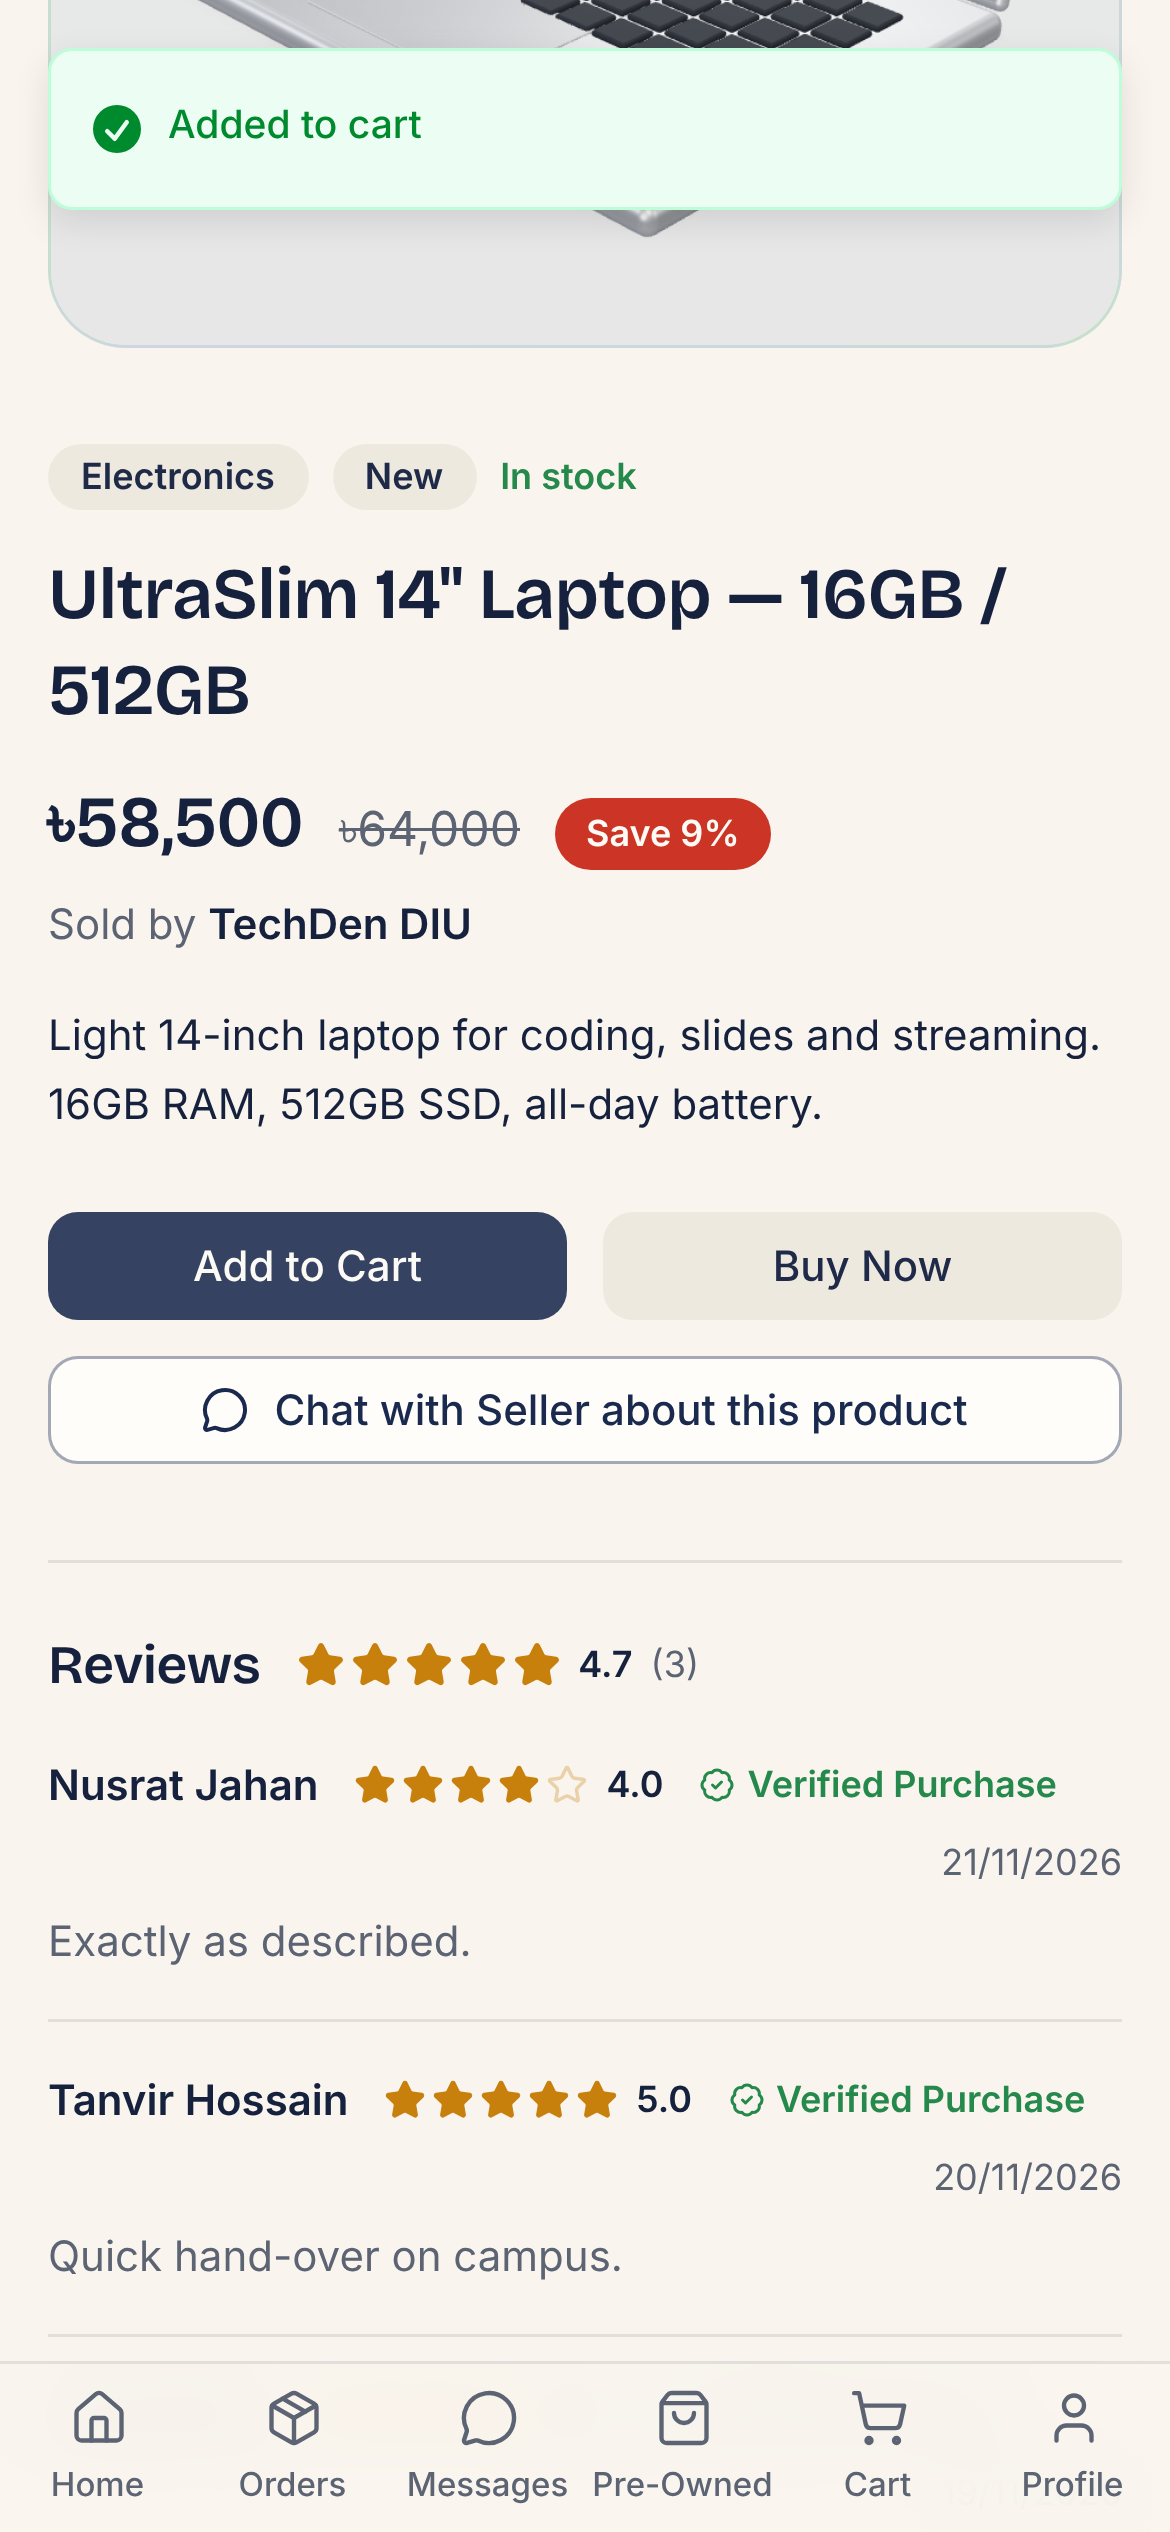 Added to cart
Electronics New In stock
UltraSlim 14" Laptop — 16GB /
512GB
৳58,500 ৳64,000 Save 9%
Sold by TechDen DIU
Light 14-inch laptop for coding, slides and streaming.
16GB RAM, 512GB SSD, all-day battery.
Add to Cart Buy Now
Chat with Seller about this product
Reviews 4.7 (3)
Nusrat Jahan 4.0 Verified Purchase
21/11/2026
Exactly as described.
Tanvir Hossain 5.0 Verified Purchase
20/11/2026
Quick hand-over on campus.
Home Orders Messages Pre-Owned Cart Profile